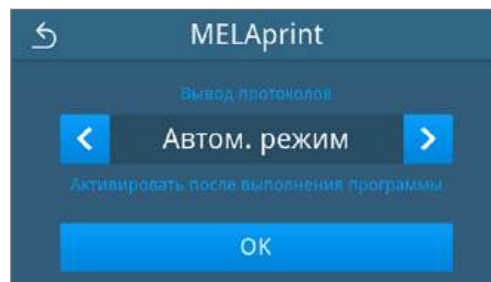 MELAprint
Вывод протоколов
Автом. режим
Активировать после выполнения программы
OK